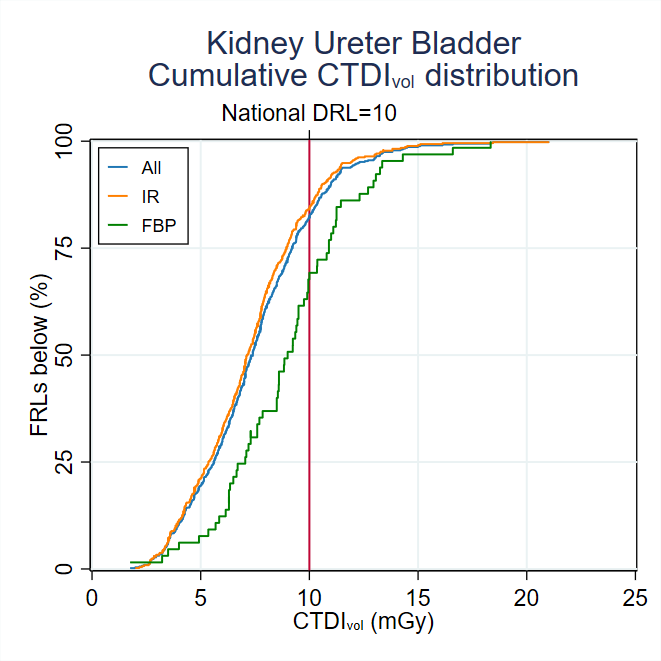 Kidney Ureter Bladder
Cumulative CTDIvol distribution
National DRL=10
All
IR
FBP
FRLs below (%)
100
75
50
25
0
0 5 10 15 20 25
CTDIvol (mGy)